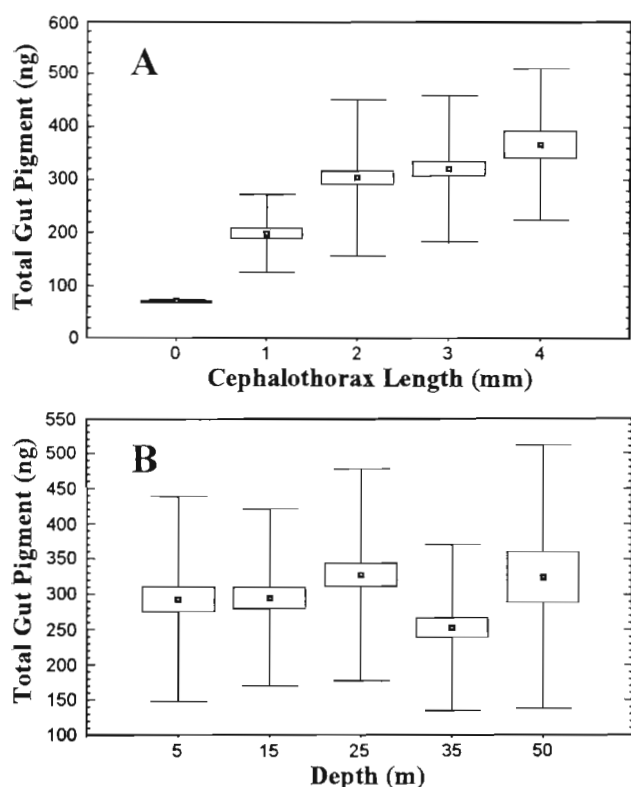 A
Total Gut Pigment (ng)
600
500
400
300
200
100
0
0 1 2 3 4
Cephalothorax Length (mm)
B
Total Gut Pigment (ng)
550
500
450
400
350
300
250
200
150
100
5 15 25 35 50
Depth (m)